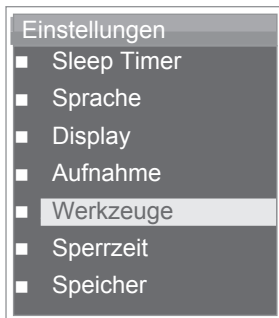 Einstellungen
Sleep Timer
Sprache
Display
Aufnahme
Werkzeuge
Sperrzeit
Speicher